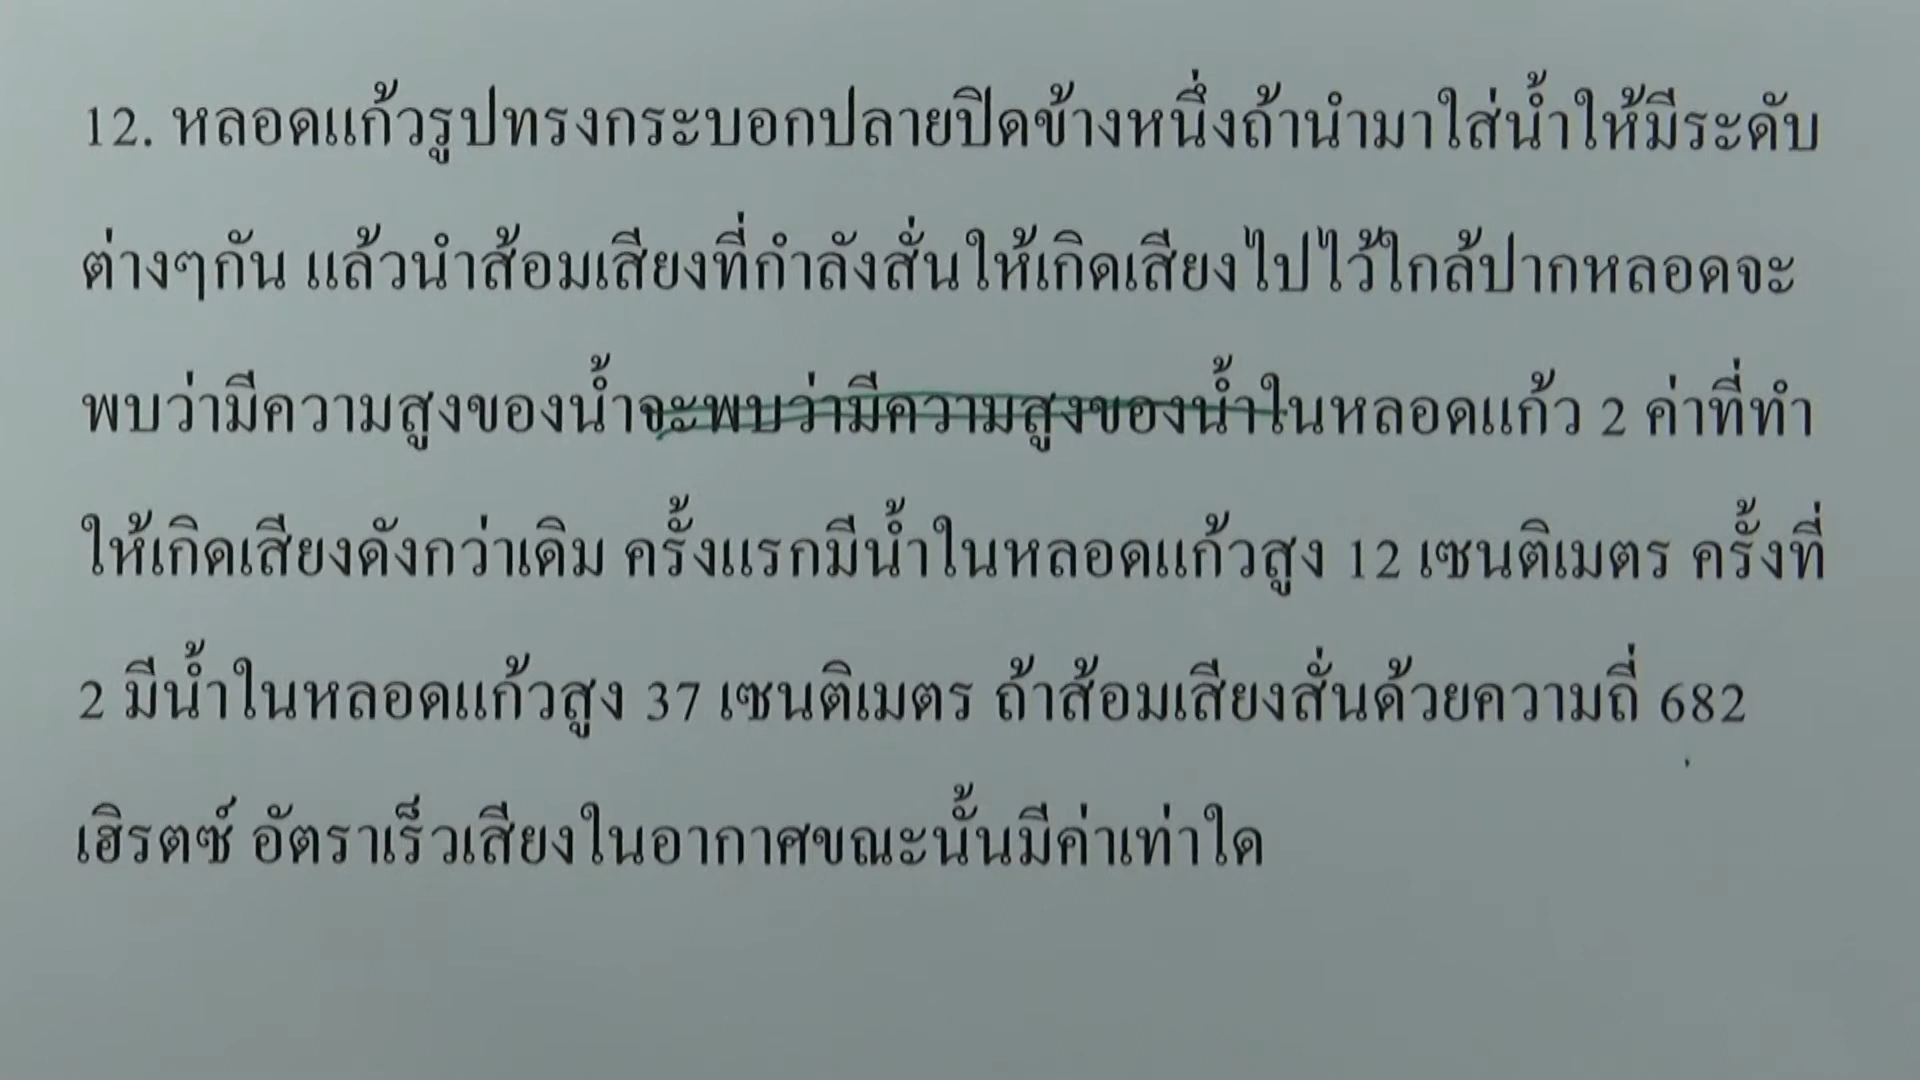 12. หลอดแก้วรูปทรงกระบอกปลายปิดข้างหนึ่งถ้านำมาใส่น้ำให้มีระดับ
ต่างๆกัน แล้วนำส้อมเสียงที่กำลังสั่นให้เกิดเสียงไปไว้ใกล้ปากหลอดจะ
พบว่ามีความสูงของน้ำจะพบว่ามีความสูงของน้ำในหลอดแก้ว 2 ค่าที่ทำ
ให้เกิดเสียงดังกว่าเดิม ครั้งแรกมีน้ำในหลอดแก้วสูง 12 เซนติเมตร ครั้งที่
2 มีน้ำในหลอดแก้วสูง 37 เซนติเมตร ถ้าส้อมเสียงสั่นด้วยความถี่ 682
เฮิรตซ์ อัตราเร็วเสียงในอากาศขณะนั้นมีค่าเท่าใด